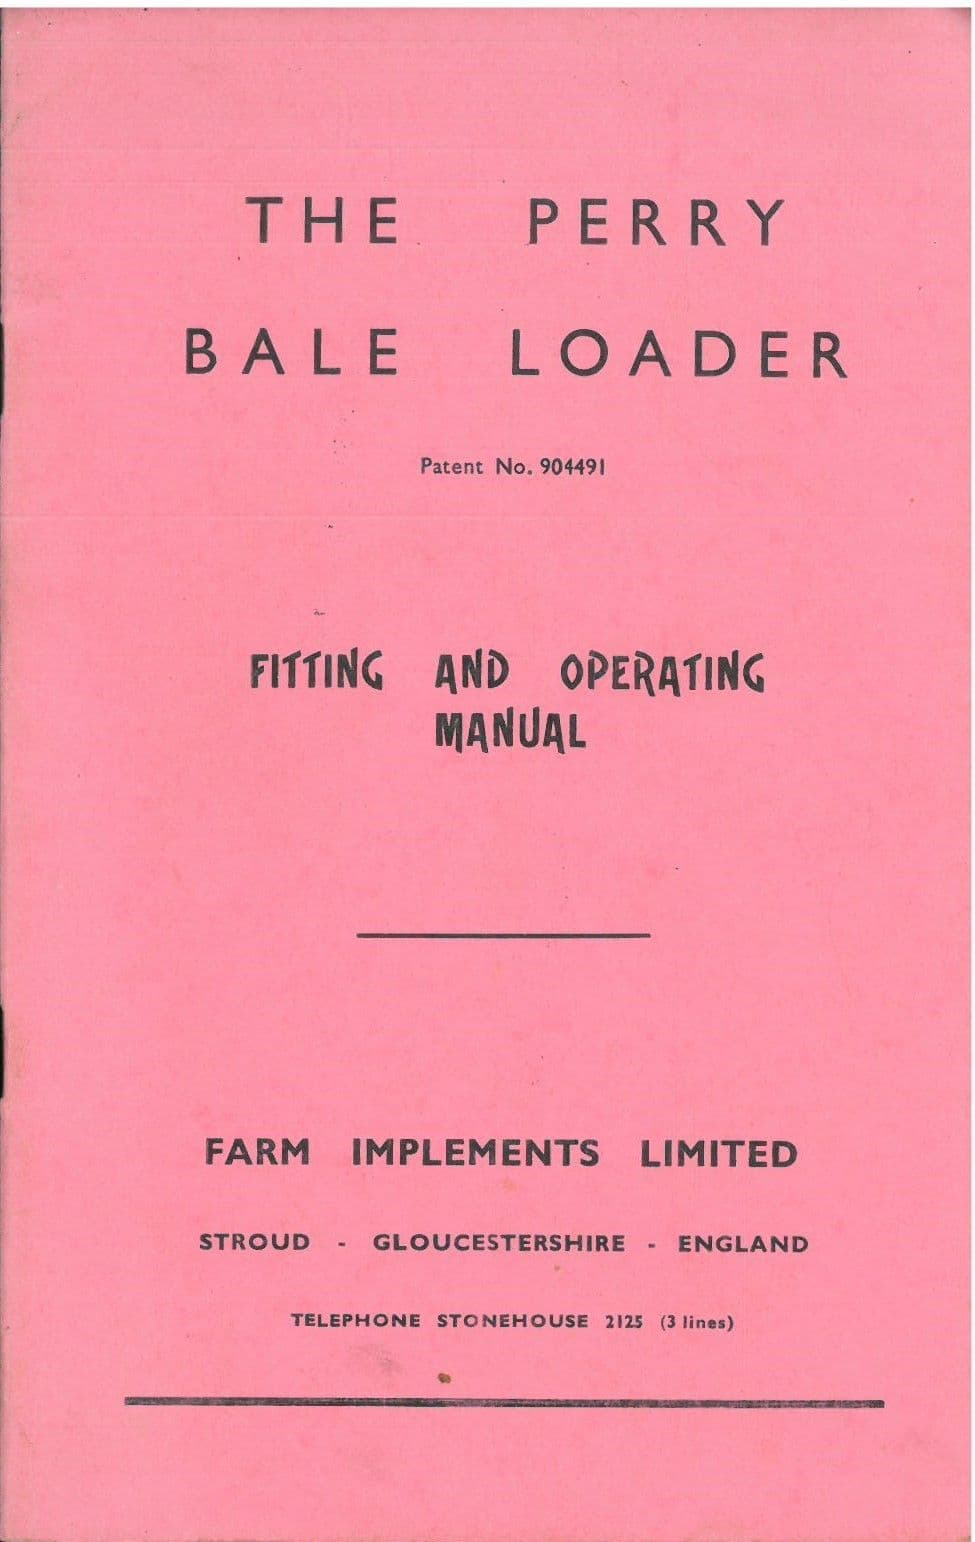 THE PERRY
BALE LOADER
Patent No. 904491
FITTING AND OPERATING
MANUAL
FARM IMPLEMENTS LIMITED
STROUD - GLOUCESTERSHIRE - ENGLAND
TELEPHONE STONEHOUSE 2125 (3 lines)